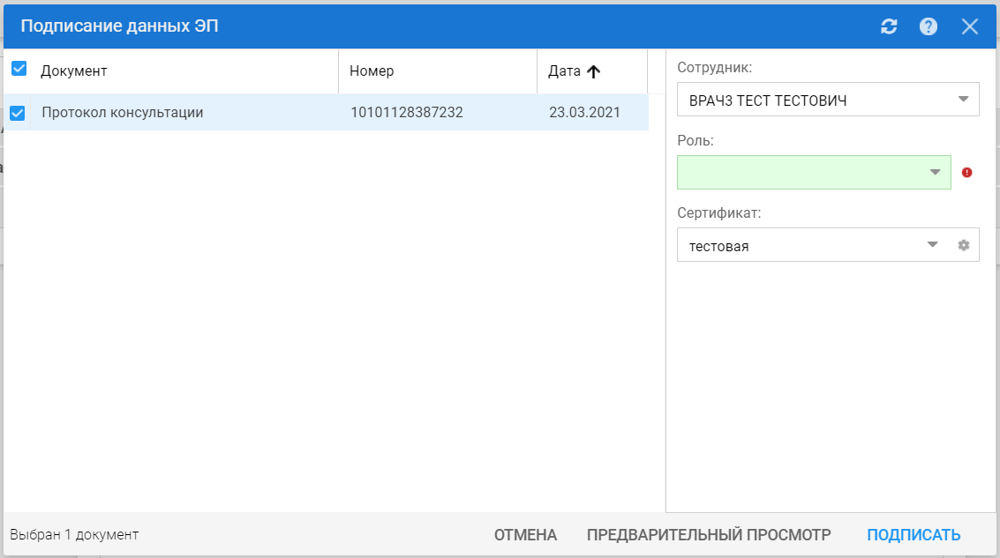 Подписание данных ЭП
Документ Номер Дата
Протокол консультации 10101128387232 23.03.2021
Сотрудник:
ВРАЧЗ ТЕСТ ТЕСТОВИЧ
Роль:
Сертификат:
тестовая
Выбран 1 документ ОТМЕНА ПРЕДВАРИТЕЛЬНЫЙ ПРОСМОТР ПОДПИСАТЬ